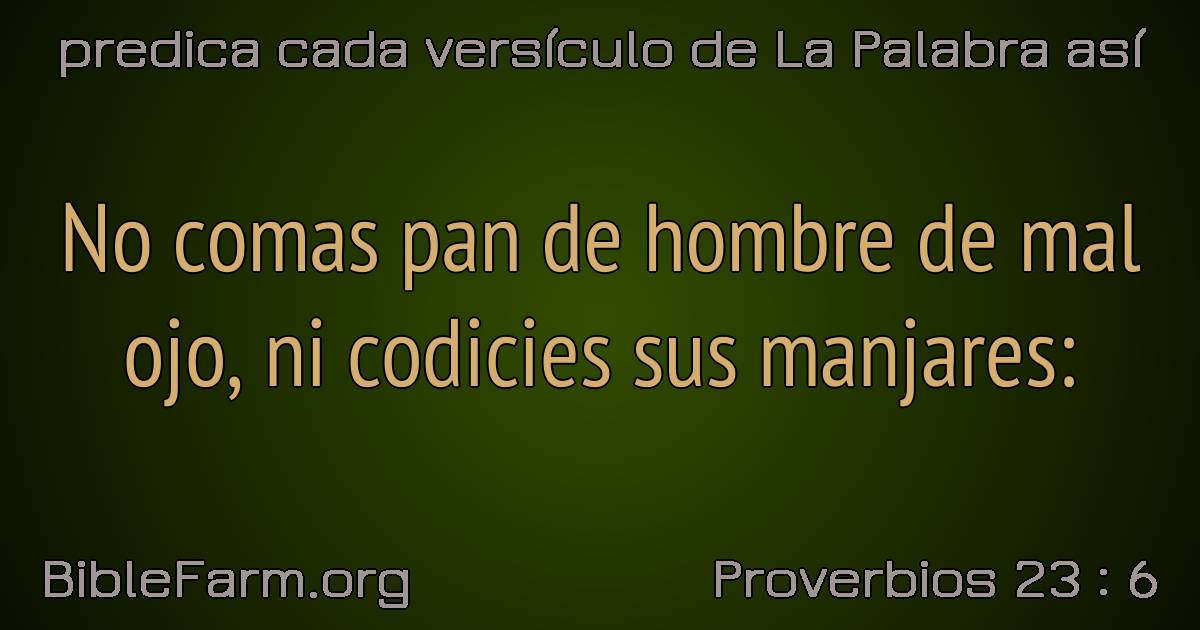 predica cada versículo de La Palabra así
No comas pan de hombre de mal
ojo, ni codicies sus manjares:
BibleFarm.org
Proverbios 23 : 6